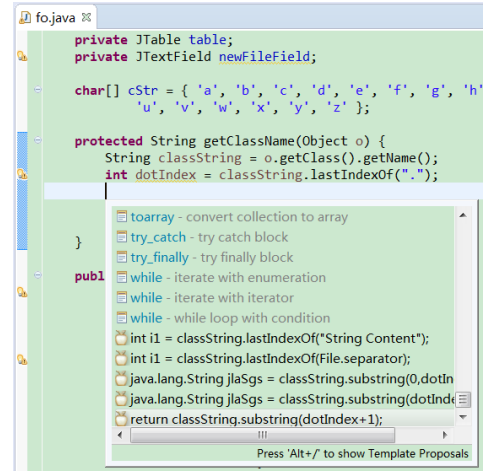 fo.java
private JTable table;
private JTextField newFileField;
char[] cStr = { 'a', 'b', 'c', 'd', 'e', 'f', 'g', 'h'
'u', 'v', 'w', 'x', 'y', 'z' };
protected String getClassName(Object o) {
String classString = o.getClass().getName();
int dotIndex = classString.lastIndexOf(".");
toarray - convert collection to array
try_catch - try catch block
}
try_finally - try finally block
publ
while - iterate with enumeration
while - iterate with iterator
while - while loop with condition
int i1 = classString.lastIndexOf("String Content");
int i1 = classString.lastIndexOf(File.separator);
java.lang.String jlaSgs = classString.substring(0,dotIn
java.lang.String jlaSgs = classString.substring(dotInde
return classString.substring(dotIndex+1);
Press 'Alt+/' to show Template Proposals